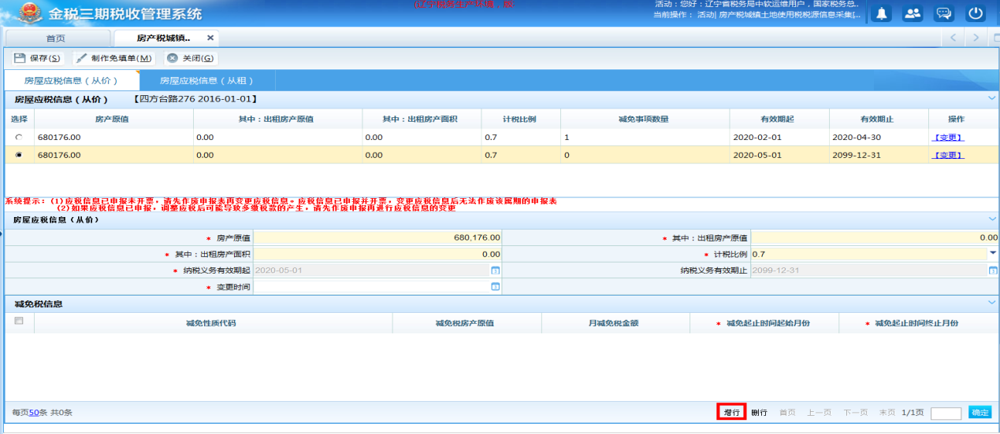 (辽宁税务生产环境，版
金税三期税收管理系统
活动：您好：辽宁省税务局中软运维用户，国家税务总..
当前操作： 活动| 房产税城镇土地使用税税源信息采集[...
首页 房产税城镇.. ×
保存(S) 制作免填单(M) 关闭(G)
房屋应税信息（从价） 房屋应税信息（从租）
房屋应税信息（从价） 【四方台路276 2016-01-01】
选择 房产原值 其中：出租房产原值 其中：出租房产面积 计税比例 减免事项数量 有效期起 有效期止 操作
680176.00 0.00 0.00 0.7 1 2020-02-01 2020-04-30 【变更】
680176.00 0.00 0.00 0.7 0 2020-05-01 2099-12-31 【变更】
系统提示：(1)应税信息已申报未开票，请先作废申报表再变更应税信息。应税信息已申报并开票，变更应税信息后无法作废该属期的申报表
(2)如果应税信息已申报，调整应税后可能导致多缴税款的产生，请先作废申报再进行应税信息的变更
房屋应税信息（从价）
* 房产原值 680,176.00 * 其中：出租房产原值 0.00
* 其中：出租房产面积 0.00 * 计税比例 0.7
* 纳税义务有效期起 2020-05-01 纳税义务有效期止 2099-12-31
* 变更时间
减免税信息
减免性质代码 减免税房产原值 月减免税金额 * 减免起止时间起始月份 * 减免起止时间终止月份
每页50条 共0条 增行 删行 首页 上一页 下一页 末页 1/1页 确定